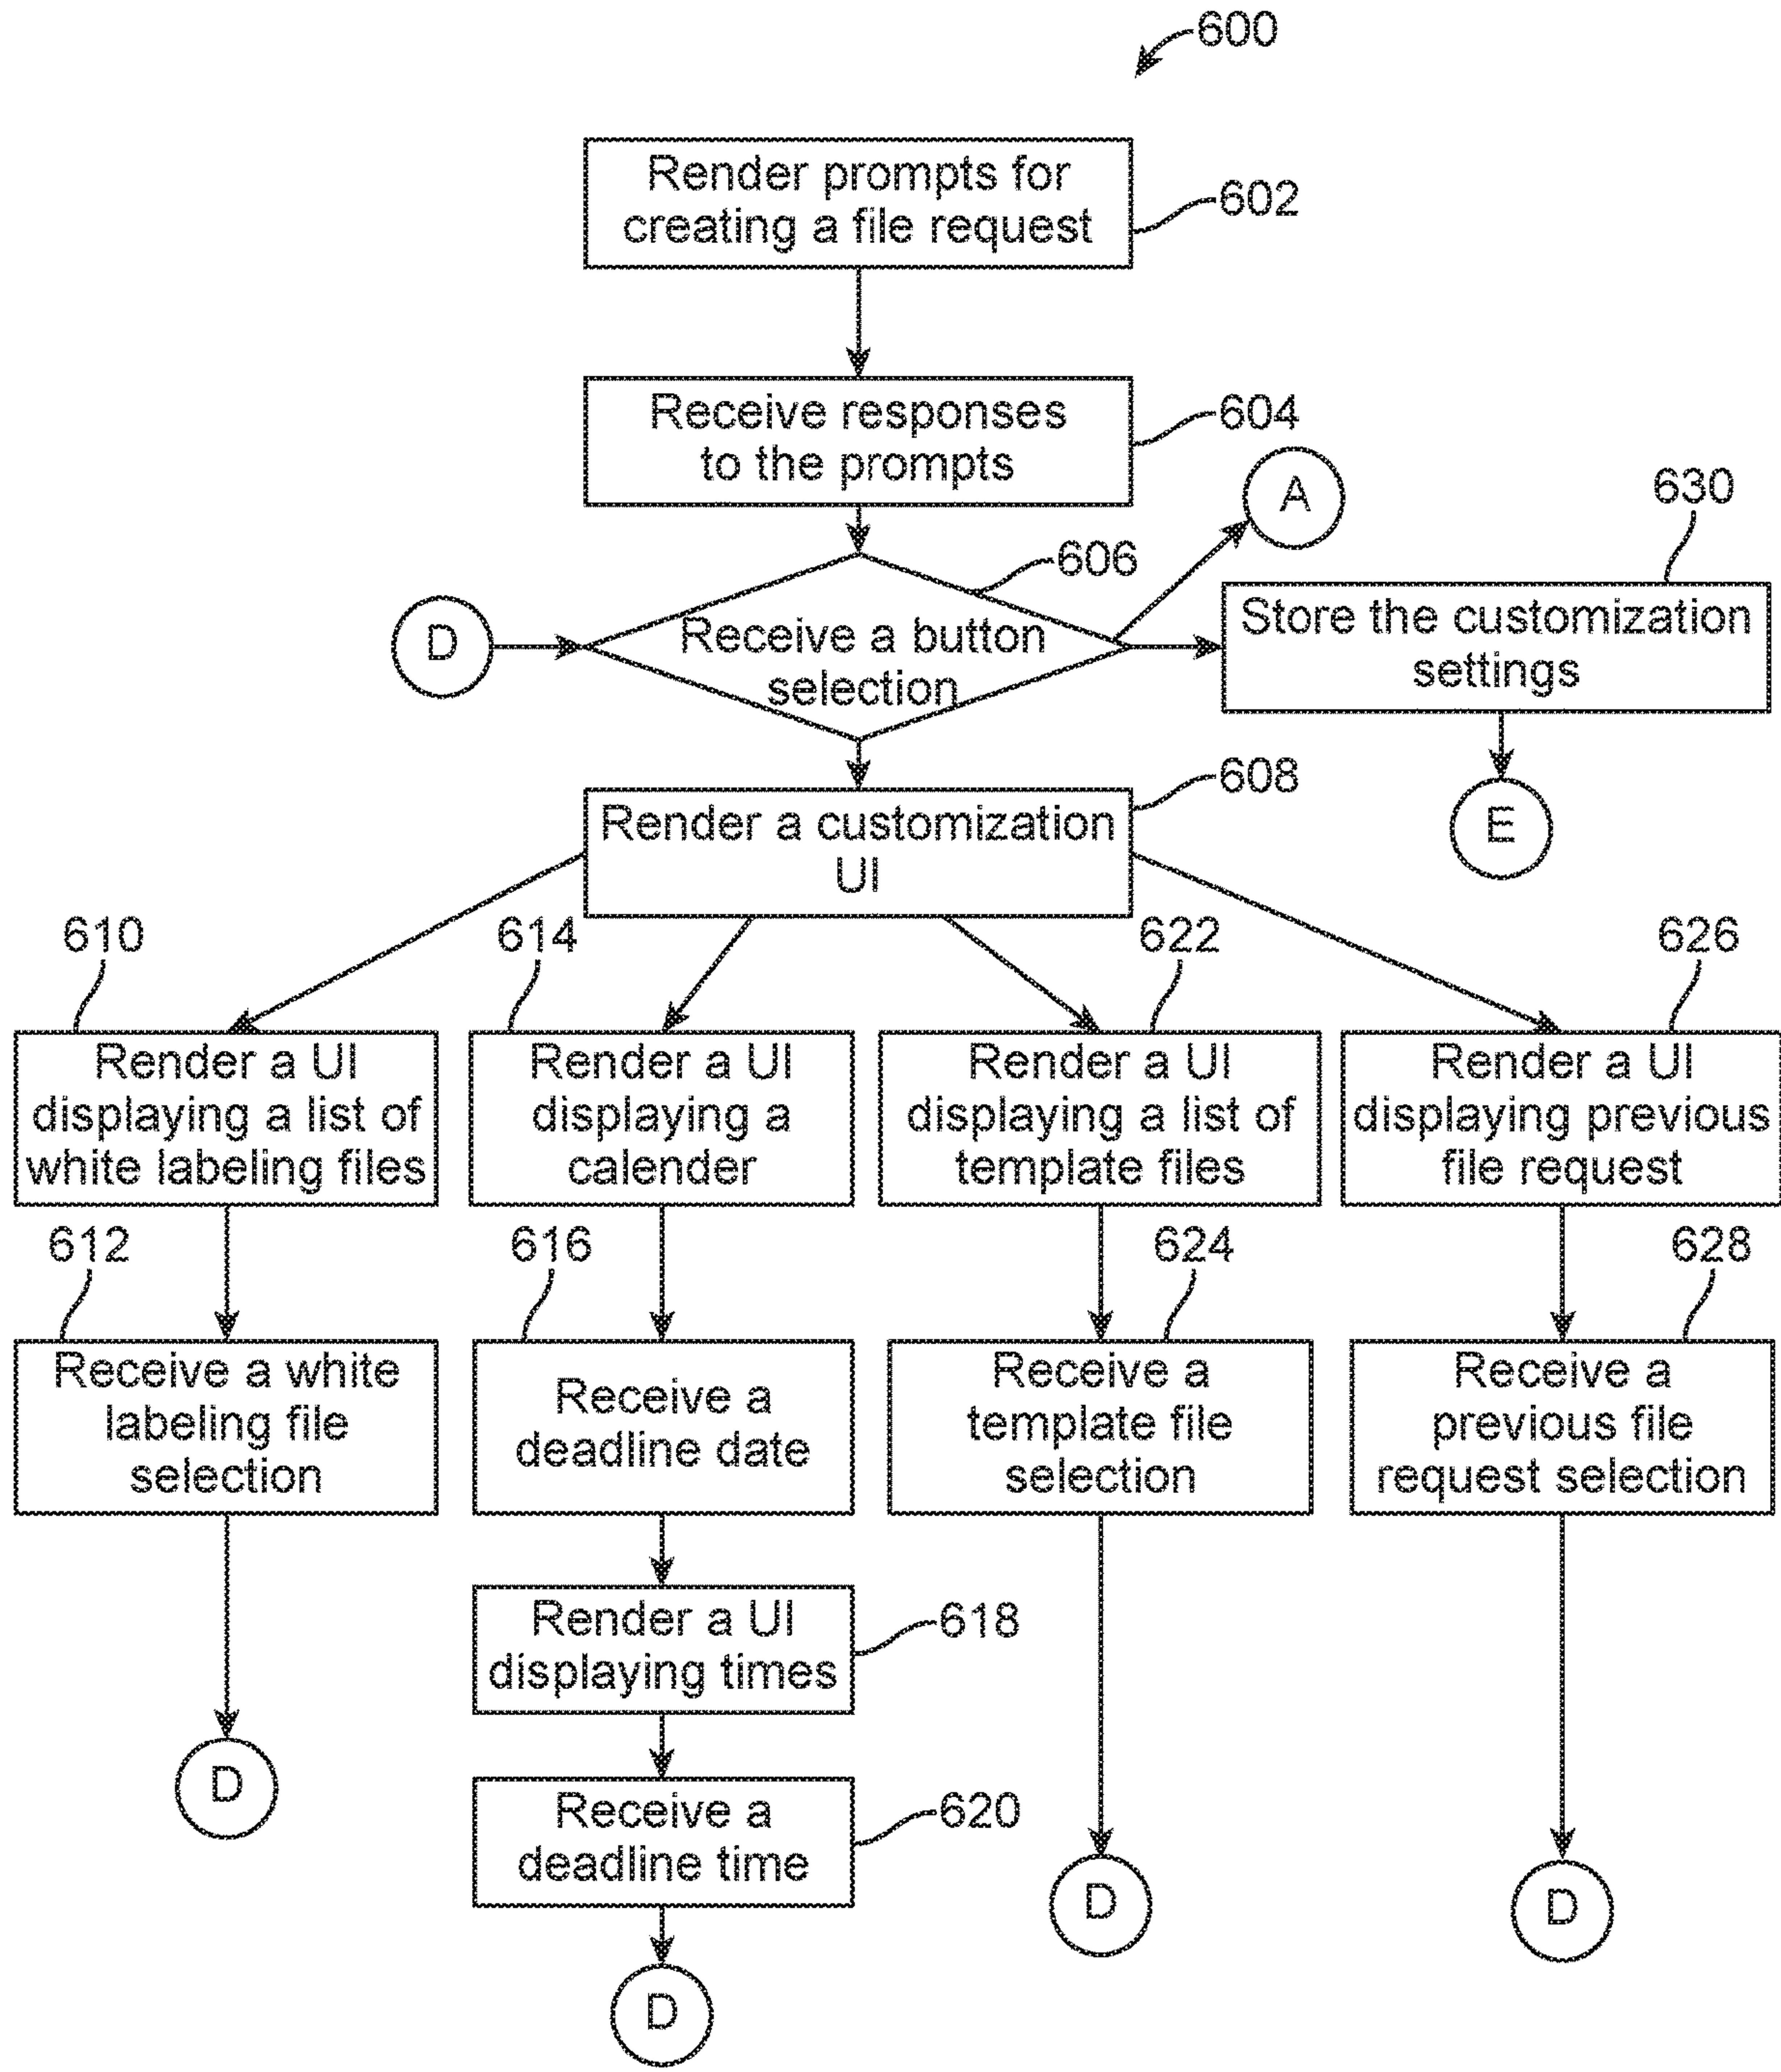 600
Render prompts for
creating a file request
602
Receive responses
to the prompts
604
A
630
606
D
Receive a button
selection
Store the customization
settings
608
Render a customization
UI
E
610
614
622
626
Render a UI
displaying a list of
white labeling files
Render a UI
displaying a
calender
Render a UI
displaying a list of
template files
Render a UI
displaying previous
file request
612
616
624
628
Receive a white
labeling file
selection
Receive a
deadline date
Receive a
template file
selection
Receive a
previous file
request selection
Render a UI
displaying times
618
D
Receive a
deadline time
620
D
D
D